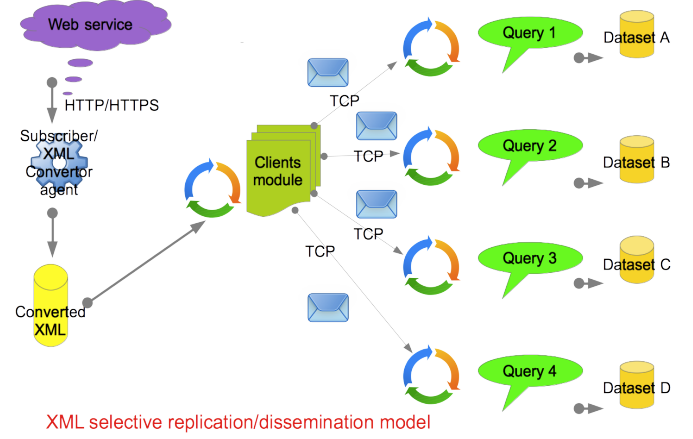 Web service
HTTP/HTTPS
Subscriber/
XML
Convertor
agent
Converted
XML
Clients
module
TCP
TCP
TCP
TCP
Query 1
Dataset A
Query 2
Dataset B
Query 3
Dataset C
Query 4
Dataset D
XML selective replication/dissemination model